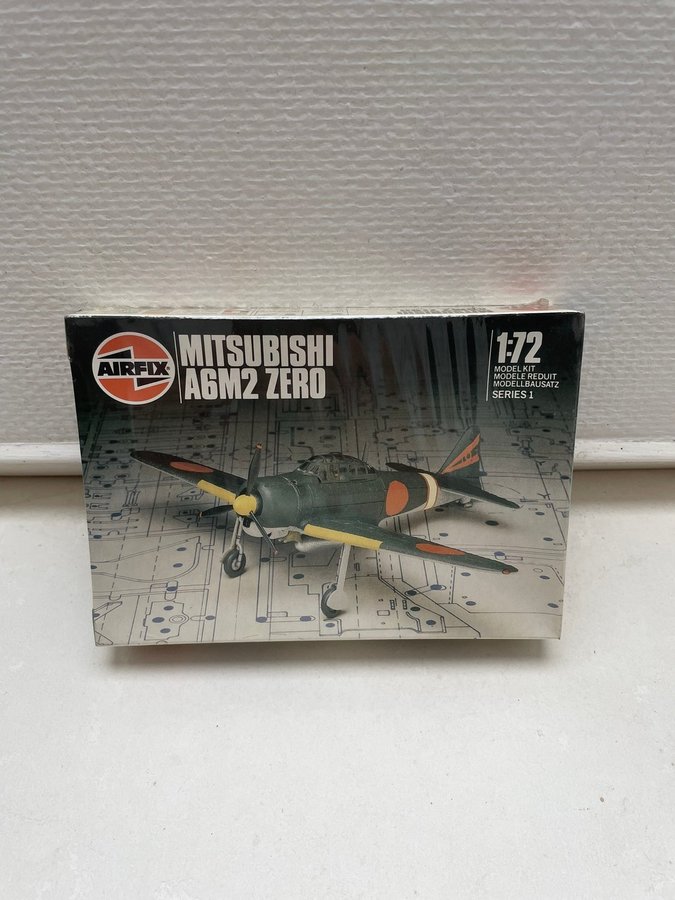 AIRFIX
MITSUBISHI
A6M2 ZERO
1:72
MODEL KIT
MODELE REDUIT
MODELLBAUSATZ
SERIES 1